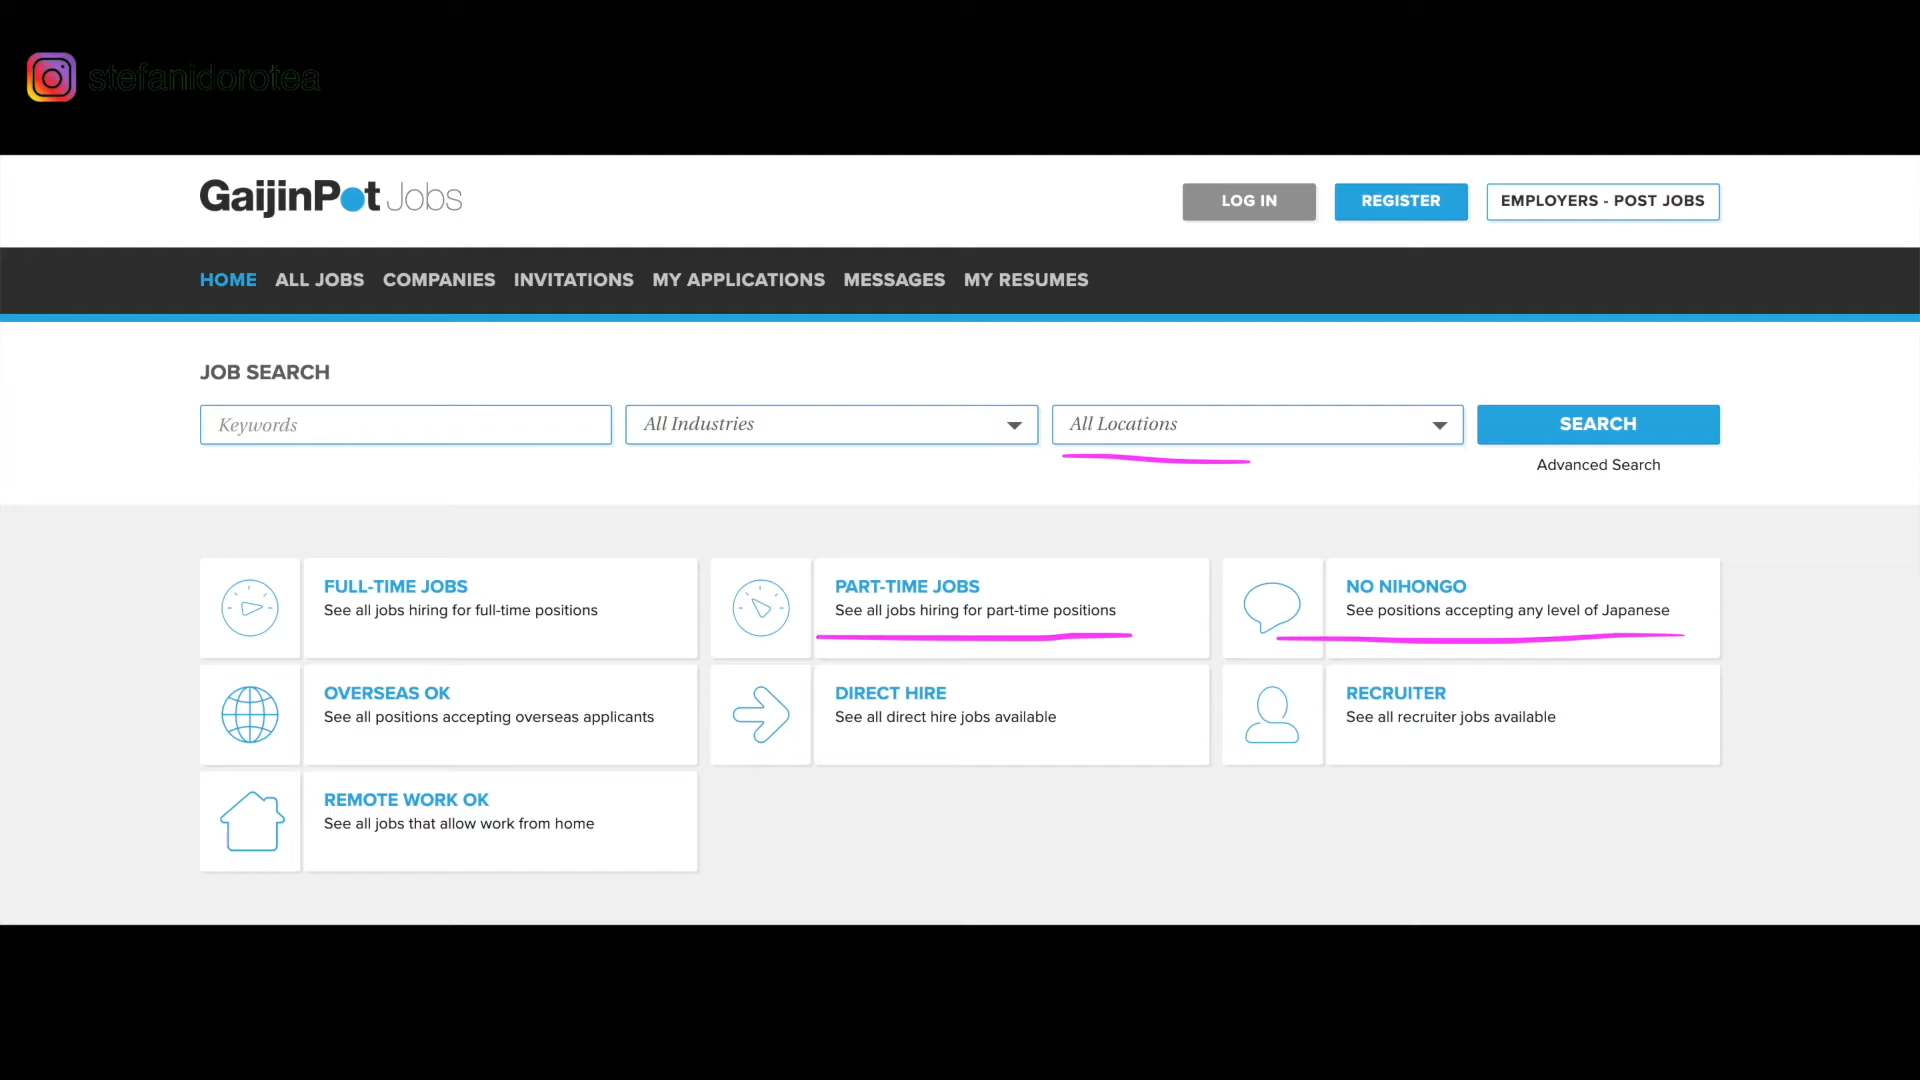 stefanidorotea
GaijinPot Jobs
LOG IN
REGISTER
EMPLOYERS - POST JOBS
HOME ALL JOBS COMPANIES INVITATIONS MY APPLICATIONS MESSAGES MY RESUMES
JOB SEARCH
Keywords
All Industries
All Locations
SEARCH
Advanced Search
FULL-TIME JOBS
See all jobs hiring for full-time positions
PART-TIME JOBS
See all jobs hiring for part-time positions
NO NIHONGO
See positions accepting any level of Japanese
OVERSEAS OK
See all positions accepting overseas applicants
DIRECT HIRE
See all direct hire jobs available
RECRUITER
See all recruiter jobs available
REMOTE WORK OK
See all jobs that allow work from home